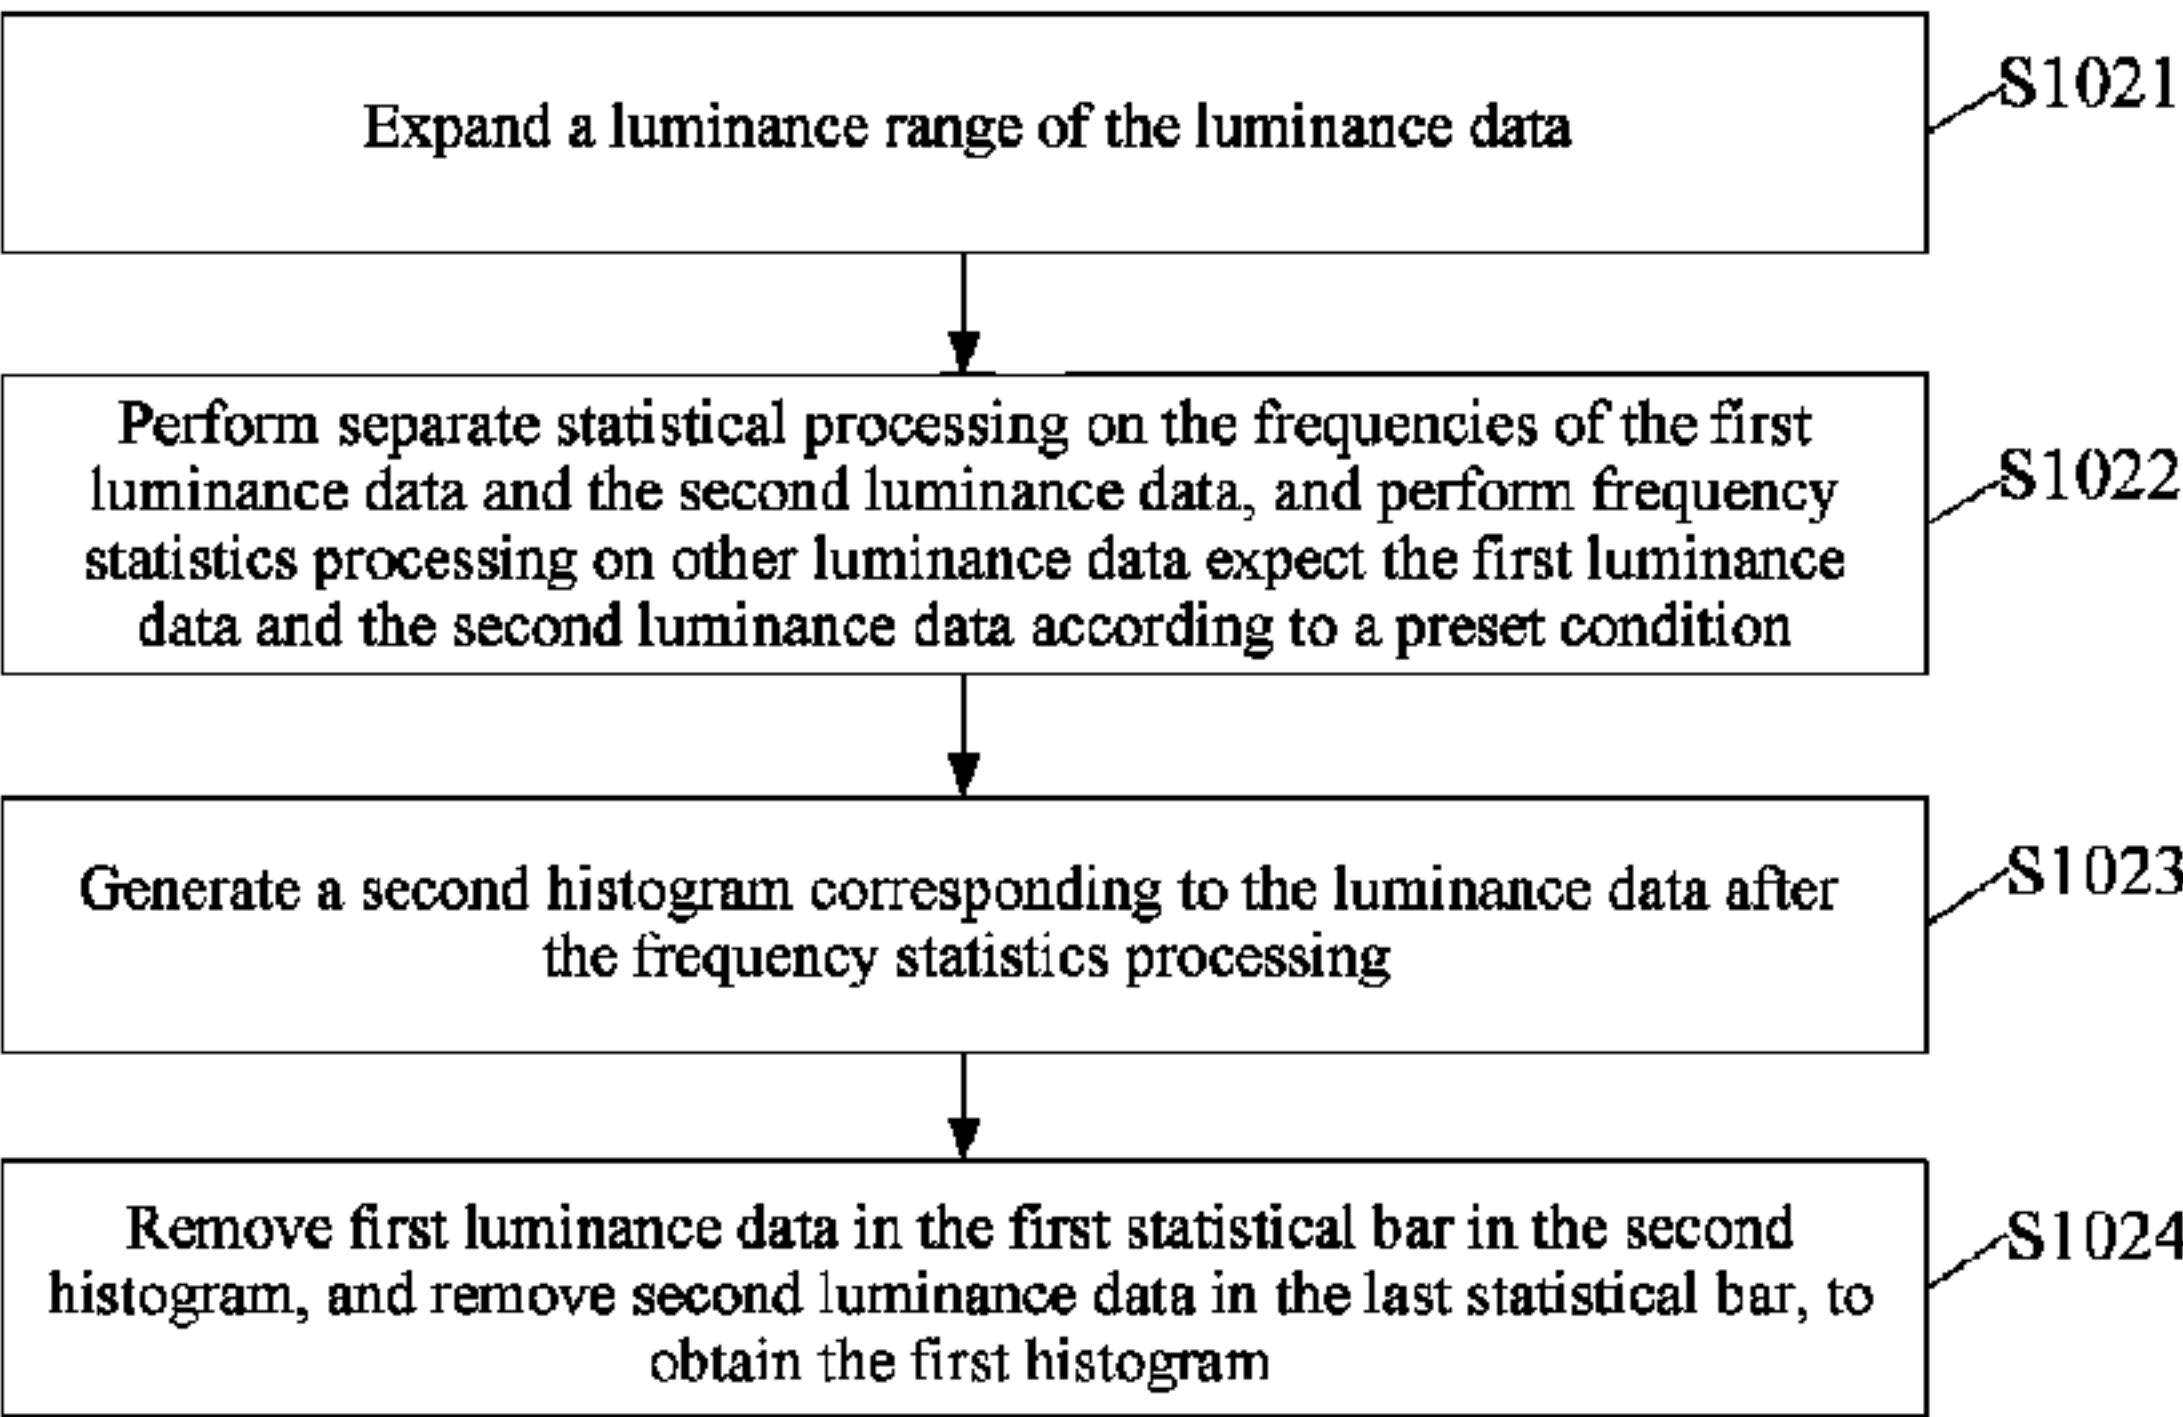 Expand a luminance range of the luminance data
S1021
Perform separate statistical processing on the frequencies of the first
luminance data and the second luminance data, and perform frequency
statistics processing on other luminance data expect the first luminance
data and the second luminance data according to a preset condition
S1022
Generate a second histogram corresponding to the luminance data after
the frequency statistics processing
S1023
Remove first luminance data in the first statistical bar in the second
histogram, and remove second luminance data in the last statistical bar, to
obtain the first histogram
S1024